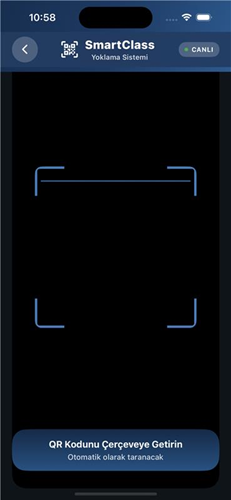 10:58
SmartClass
Yoklama Sistemi
CANLI
QR Kodunu Çerçeveye Getirin
Otomatik olarak taranacak